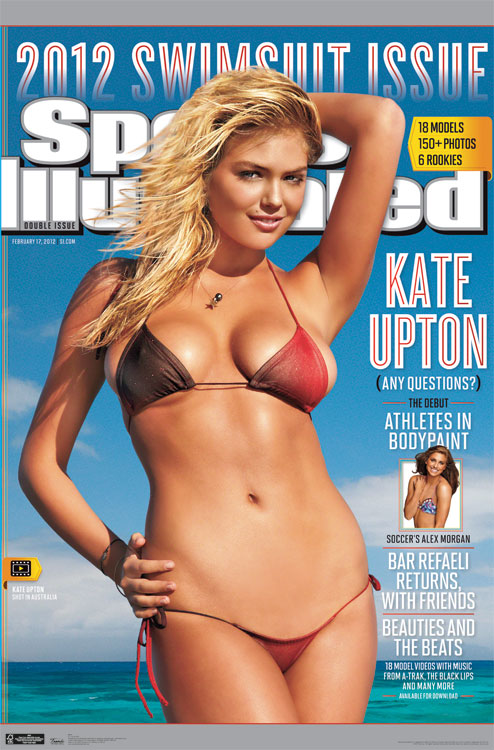 2012 SWIMSUIT ISSUE
Sports
Illustrated
DOUBLE ISSUE
FEBRUARY 17, 2012 | SI.COM
18 MODELS
150+ PHOTOS
6 ROOKIES
KATE
UPTON
(ANY QUESTIONS?)
THE DEBUT
ATHLETES IN
BODYPAINT
SOCCER'S ALEX MORGAN
BAR REFAELI
RETURNS,
WITH FRIENDS
BEAUTIES AND
THE BEATS
18 MODEL VIDEOS WITH MUSIC
FROM A-TRAK, THE BLACK LIPS
AND MANY MORE
AVAILABLE FOR DOWNLOAD
KATE UPTON
SHOT IN AUSTRALIA